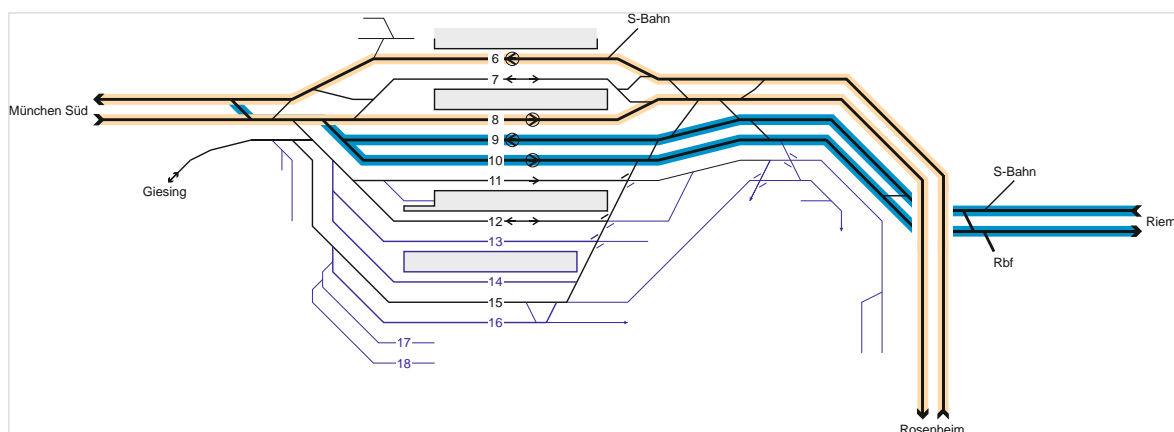 S-Bahn
6
7
München Süd
8
9
10
Giesing
11
S-Bahn
12
Riem
13
Rbf
14
15
16
17
18
Rosenheim